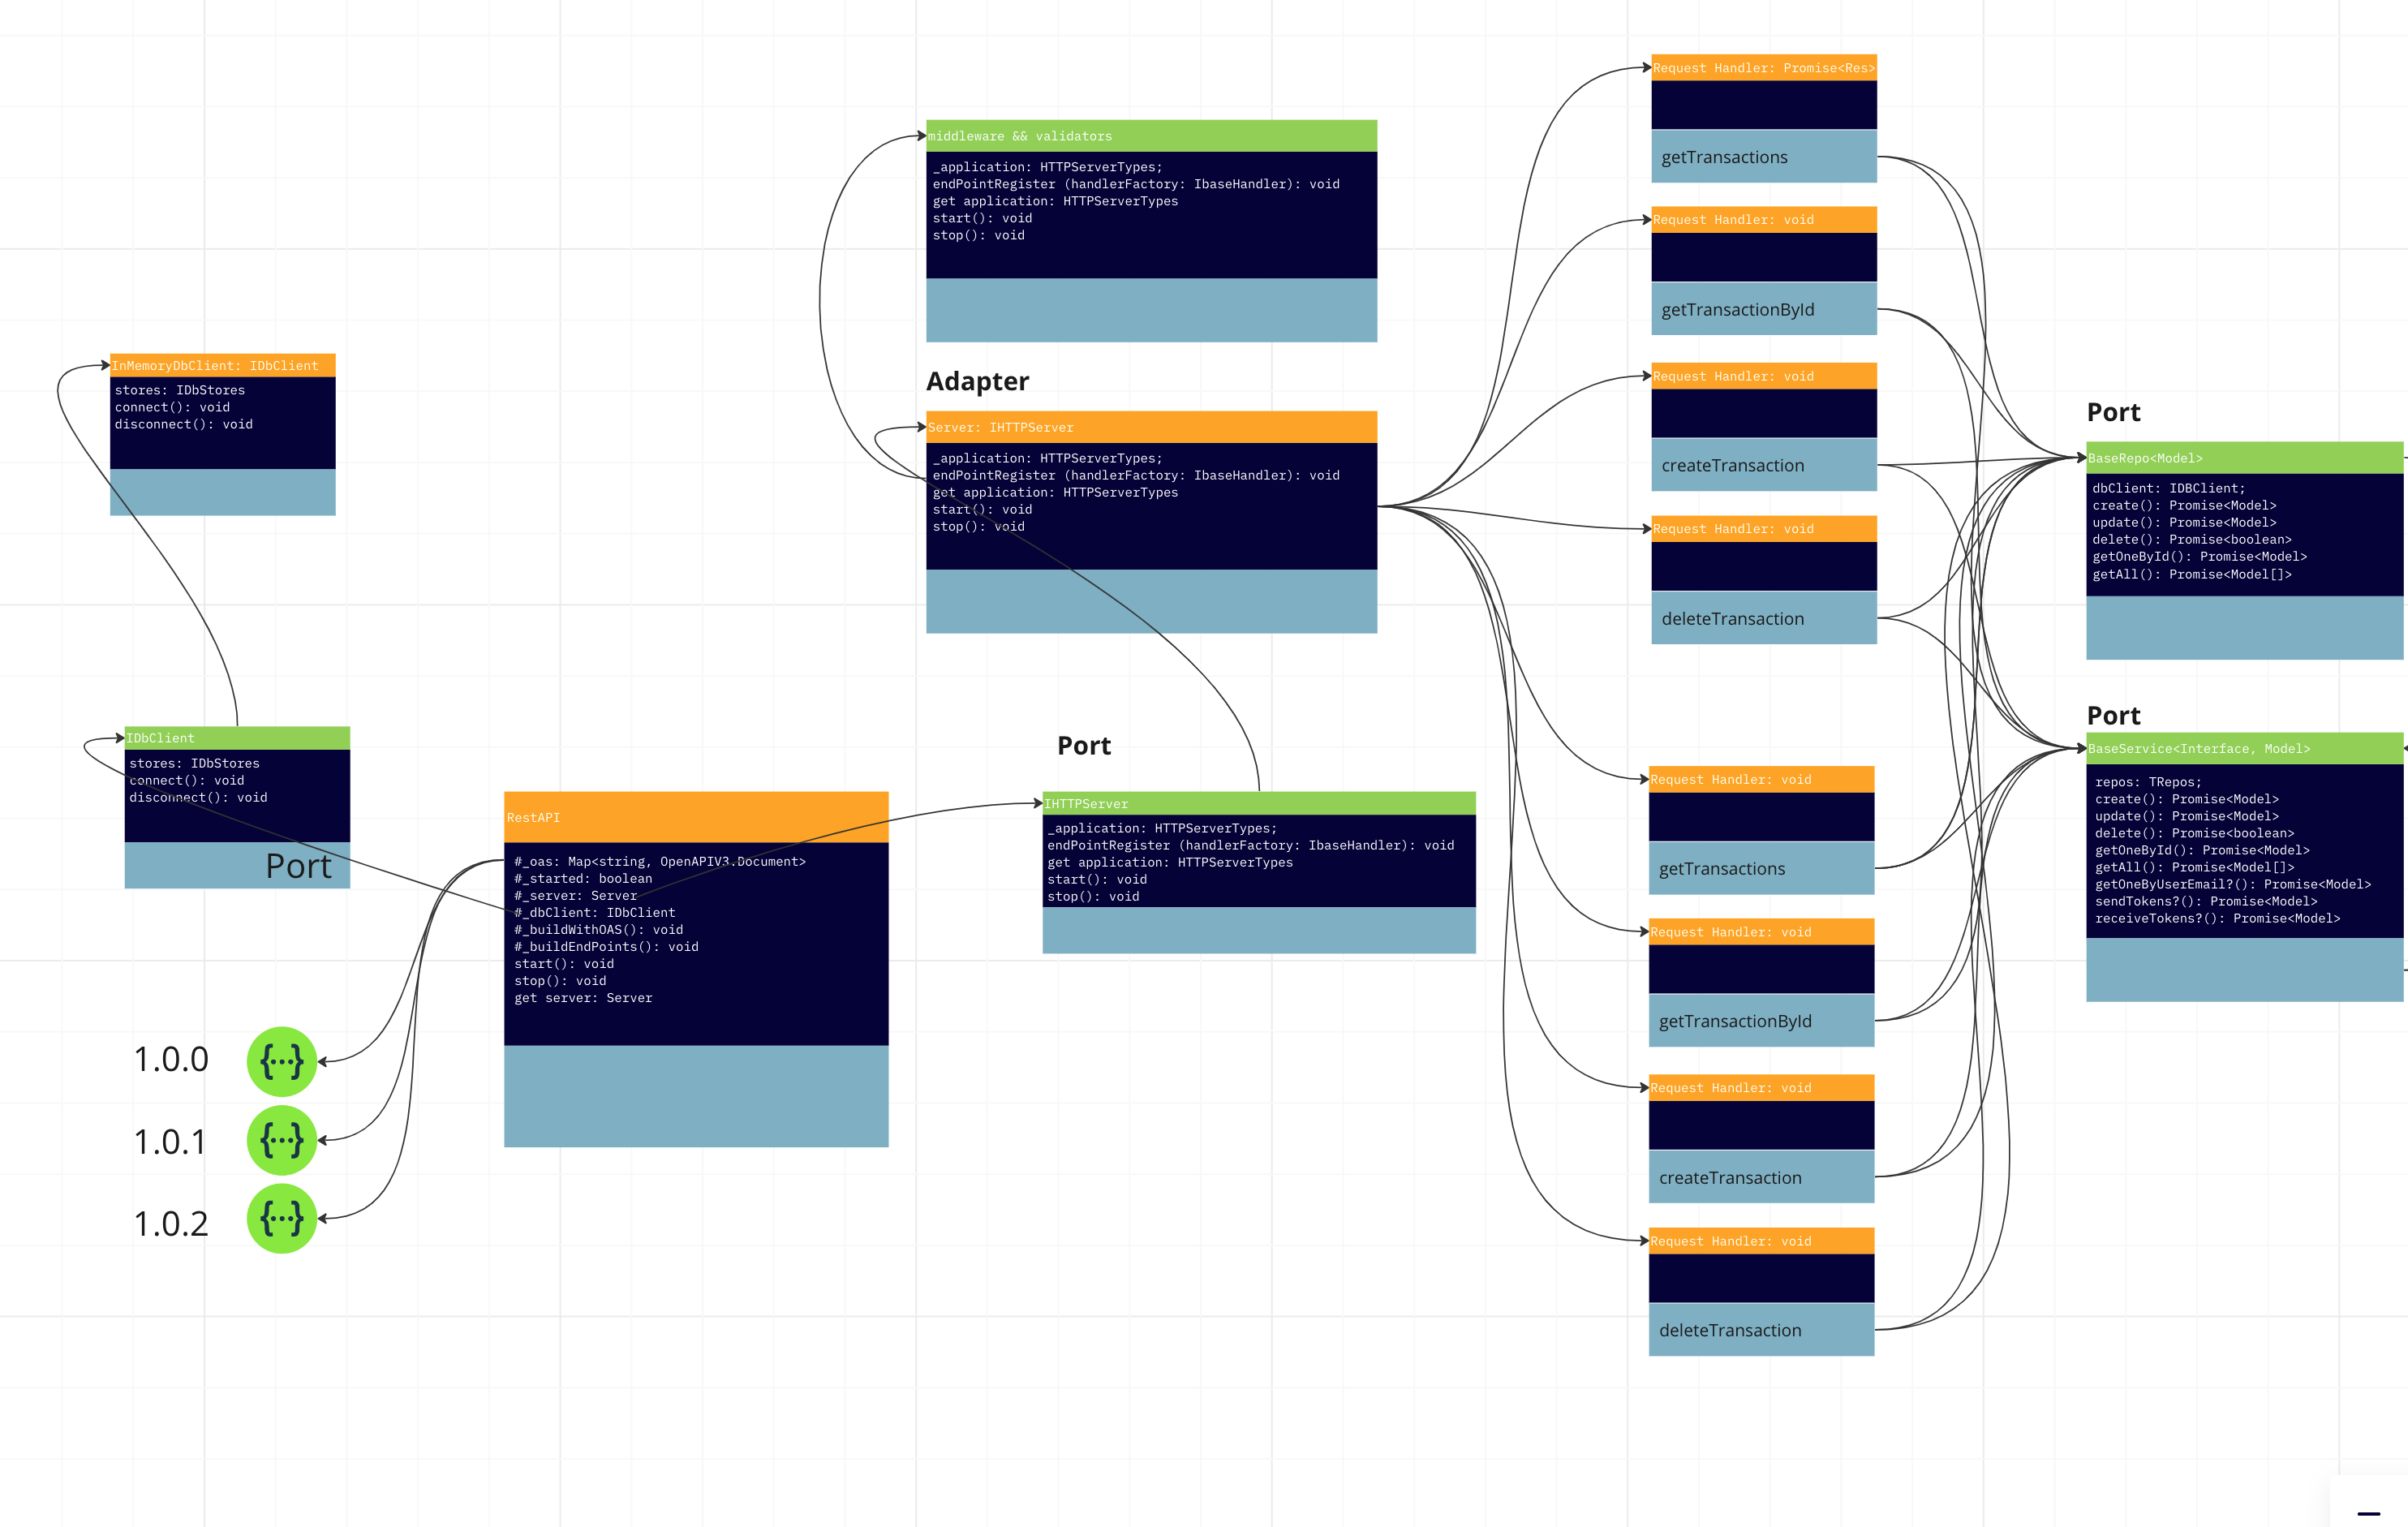 InMemoryDbClient: IDbClient
stores: IDbStores
connect(): void
disconnect(): void
IDbClient
stores: IDbStores
connect(): void
disconnect(): void
Port
1.0.0
{···}
1.0.1
{···}
1.0.2
{···}
RestAPI
#_oas: Map<string, OpenAPIV3.Document>
#_started: boolean
#_server: Server
#_dbClient: IDbClient
#_buildWithOAS(): void
#_buildEndPoints(): void
start(): void
stop(): void
get server: Server
middleware && validators
_application: HTTPServerTypes;
endPointRegister (handlerFactory: IbaseHandler): void
get application: HTTPServerTypes
start(): void
stop(): void
Adapter
Server: IHTTPServer
_application: HTTPServerTypes;
endPointRegister (handlerFactory: IbaseHandler): void
get application: HTTPServerTypes
start(): void
stop(): void
Port
IHTTPServer
_application: HTTPServerTypes;
endPointRegister (handlerFactory: IbaseHandler): void
get application: HTTPServerTypes
start(): void
stop(): void
Request Handler: Promise<Res>
getTransactions
Request Handler: void
getTransactionById
Request Handler: void
createTransaction
Request Handler: void
deleteTransaction
Request Handler: void
getTransactions
Request Handler: void
getTransactionById
Request Handler: void
createTransaction
Request Handler: void
deleteTransaction
Port
BaseRepo<Model>
dbClient: IDBClient;
create(): Promise<Model>
update(): Promise<Model>
delete(): Promise<boolean>
getOneById(): Promise<Model>
getAll(): Promise<Model[]>
Port
BaseService<Interface, Model>
repos: TRepos;
create(): Promise<Model>
update(): Promise<Model>
delete(): Promise<boolean>
getOneById(): Promise<Model>
getAll(): Promise<Model[]>
getOneByUserEmail?(): Promise<Model>
sendTokens?(): Promise<Model>
receiveTokens?(): Promise<Model>